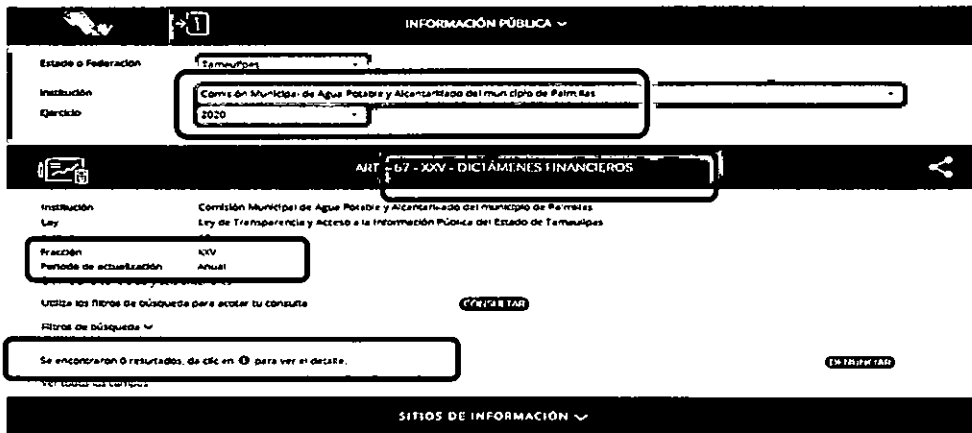 INFORMACIÓN PÚBLICA
Estado o Federación Tamaulipas
Institución Comisión Municipal de Agua Potable y Alcantarillado del municipio de Palmillas
Ejercicio 2020
ART - 67 - XXV - DICTÁMENES FINANCIEROS
Institución Comisión Municipal de Agua Potable y Alcantarillado del municipio de Palmillas
Ley Ley de Transparencia y Acceso a la Información Pública del Estado de Tamaulipas
Fracción XXV
Periodo de actualización Anual
Utiliza los filtros de búsqueda para acotar tu consulta CONSULTAR
Filtros de búsqueda
Se encontraron 0 resultados, da clic en i para ver el detalle. DENUNCIAR
Ver todos los campos
SITIOS DE INFORMACIÓN